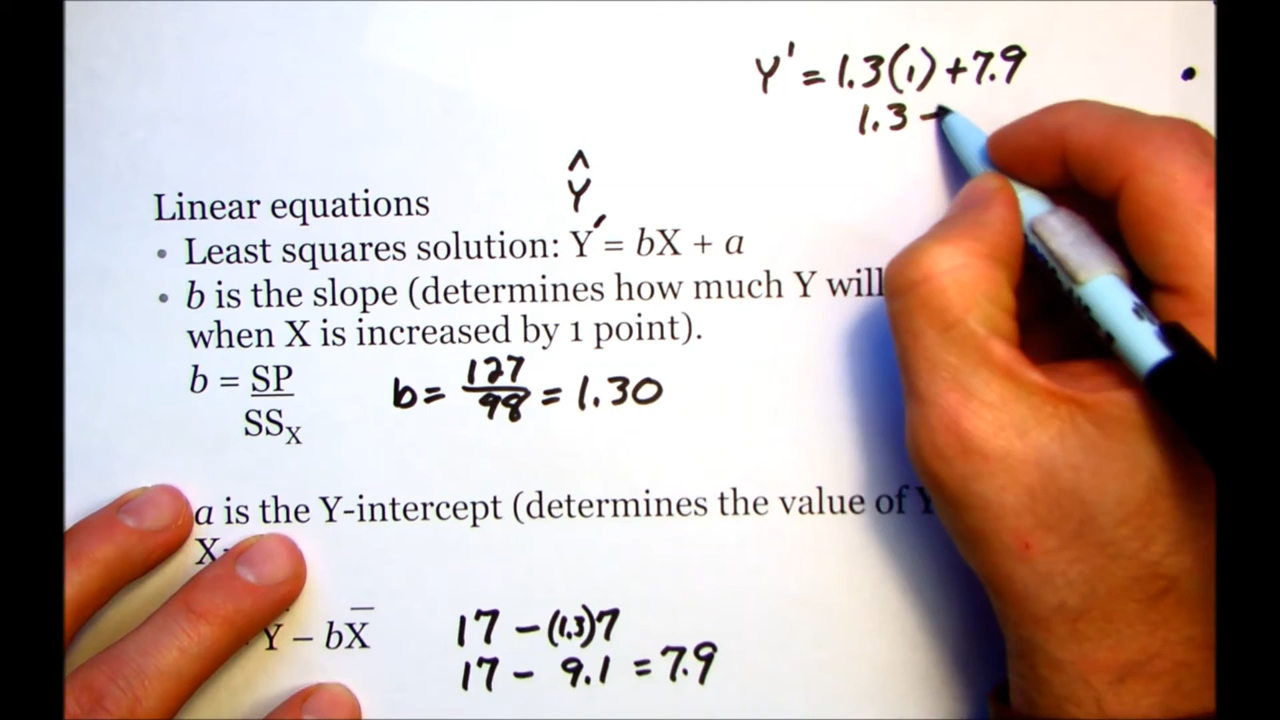 Y' = 1.3(1) + 7.9
1.3 -
Ŷ
Linear equations
• Least squares solution: Y' = bX + a
• b is the slope (determines how much Y will
when X is increased by 1 point).
b = SP b = 127/98 = 1.30
SSX
a is the Y-intercept (determines the value of Y
X
Y – bX̄ 17 - (1.3)7
17 - 9.1 = 7.9